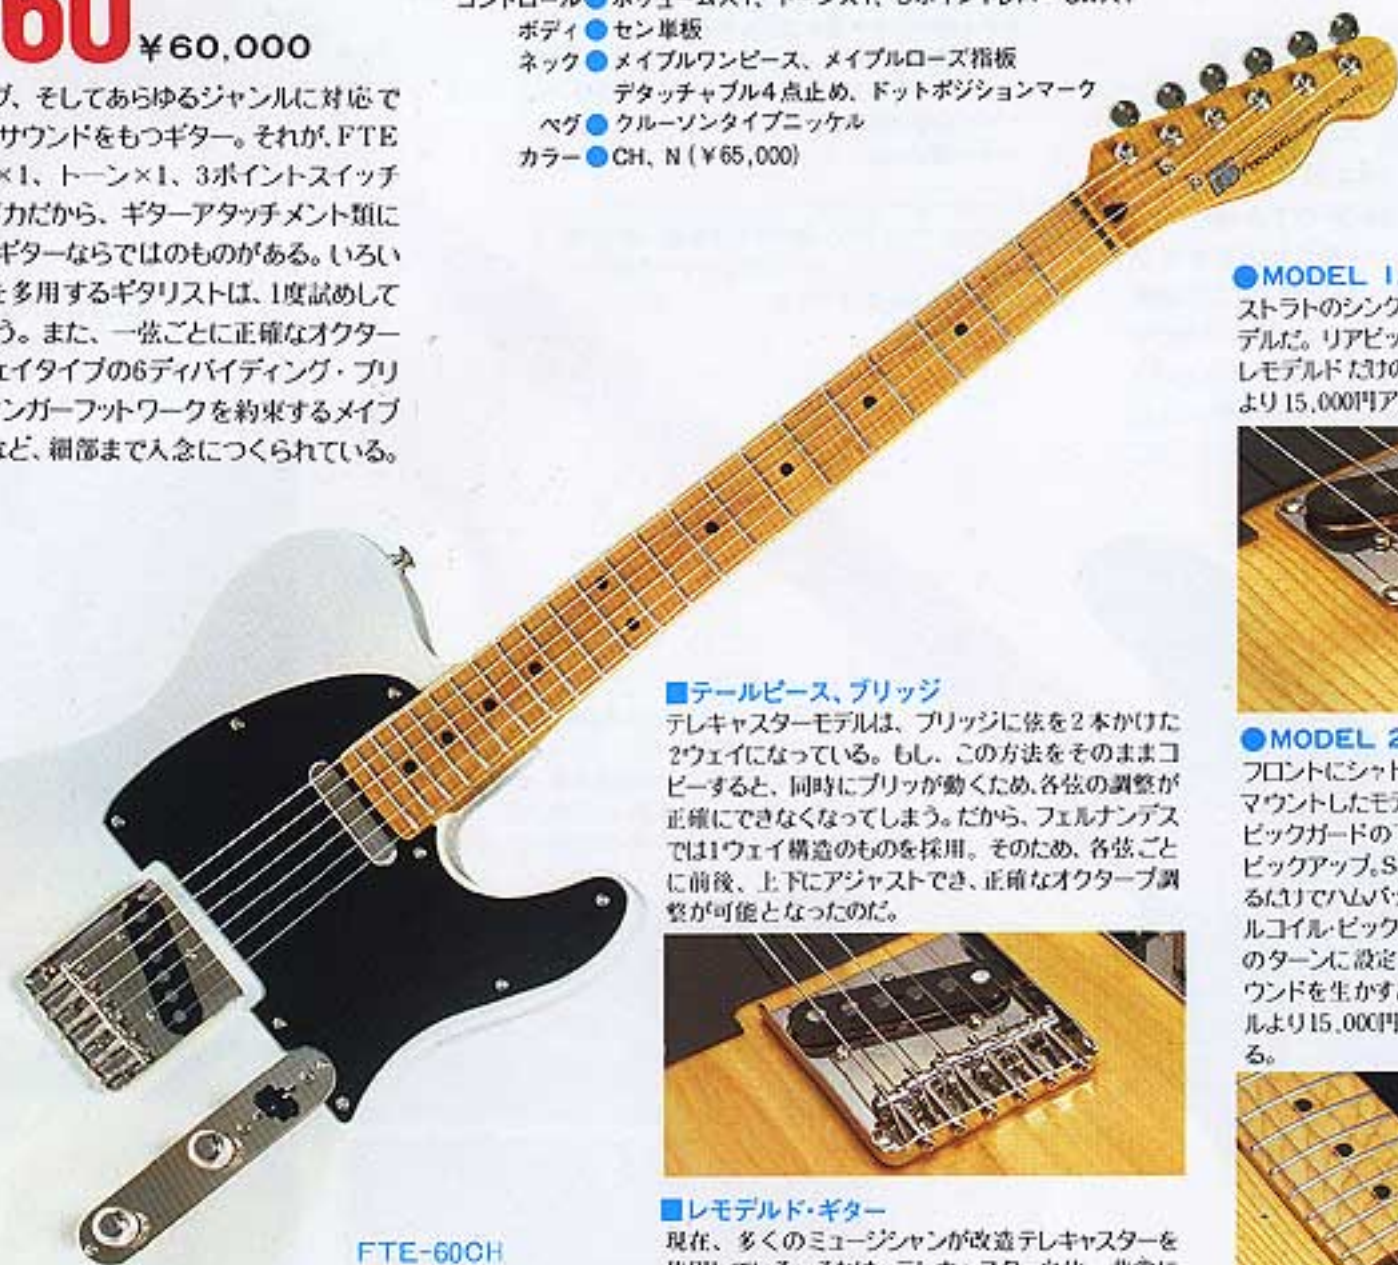 60 ¥60,000
そしてあらゆるジャンルに対応で
サウンドをもつギター。それが、FTE
×1、トーン×1、3ポイントスイッチ
力だから、ギターアタッチメント類に
ギターならではのものがある。いろい
を多用するギタリストは、1度試めして
う。また、一弦ごとに正確なオクター
ェイタイプの6ディバイディング・ブリ
ンガーフットワークを約束するメイプ
など、細部まで入念につくられている。
コントロール●ボリューム×1、トーン×1、3ポイント
ボディ●セン単板
ネック●メイプルワンピース、メイプルローズ指板
デタッチャブル4点止め、ドットポジションマーク
ペグ●クルーソンタイプニッケル
カラー●CH、N (¥65,000)
■テールピース、ブリッジ
テレキャスターモデルは、ブリッジに弦を2本かけた
2ウェイになっている。もし、この方法をそのままコ
ピーすると、同時にブリッが動くため、各弦の調整が
正確にできなくなってしまう。だから、フェルナンデス
では1ウェイ構造のものを採用。そのため、各弦ごと
に前後、上下にアジャストでき、正確なオクターブ調
整が可能となったのだ。
■レモデルド・ギター
現在、多くのミュージシャンが改造テレキャスターを
FTE-60CH
●MODEL 1
ストラトのシング
デルだ。リアピッ
レモデルドだけの
より15,000円ア
●MODEL 2
フロントにシャト
マウントしたモ
ピックガードの
ピックアップ。S
るだけでハムバ
ルコイル・ピック
のターンに設定
ウンドを生かす
ルより15,000円
る。